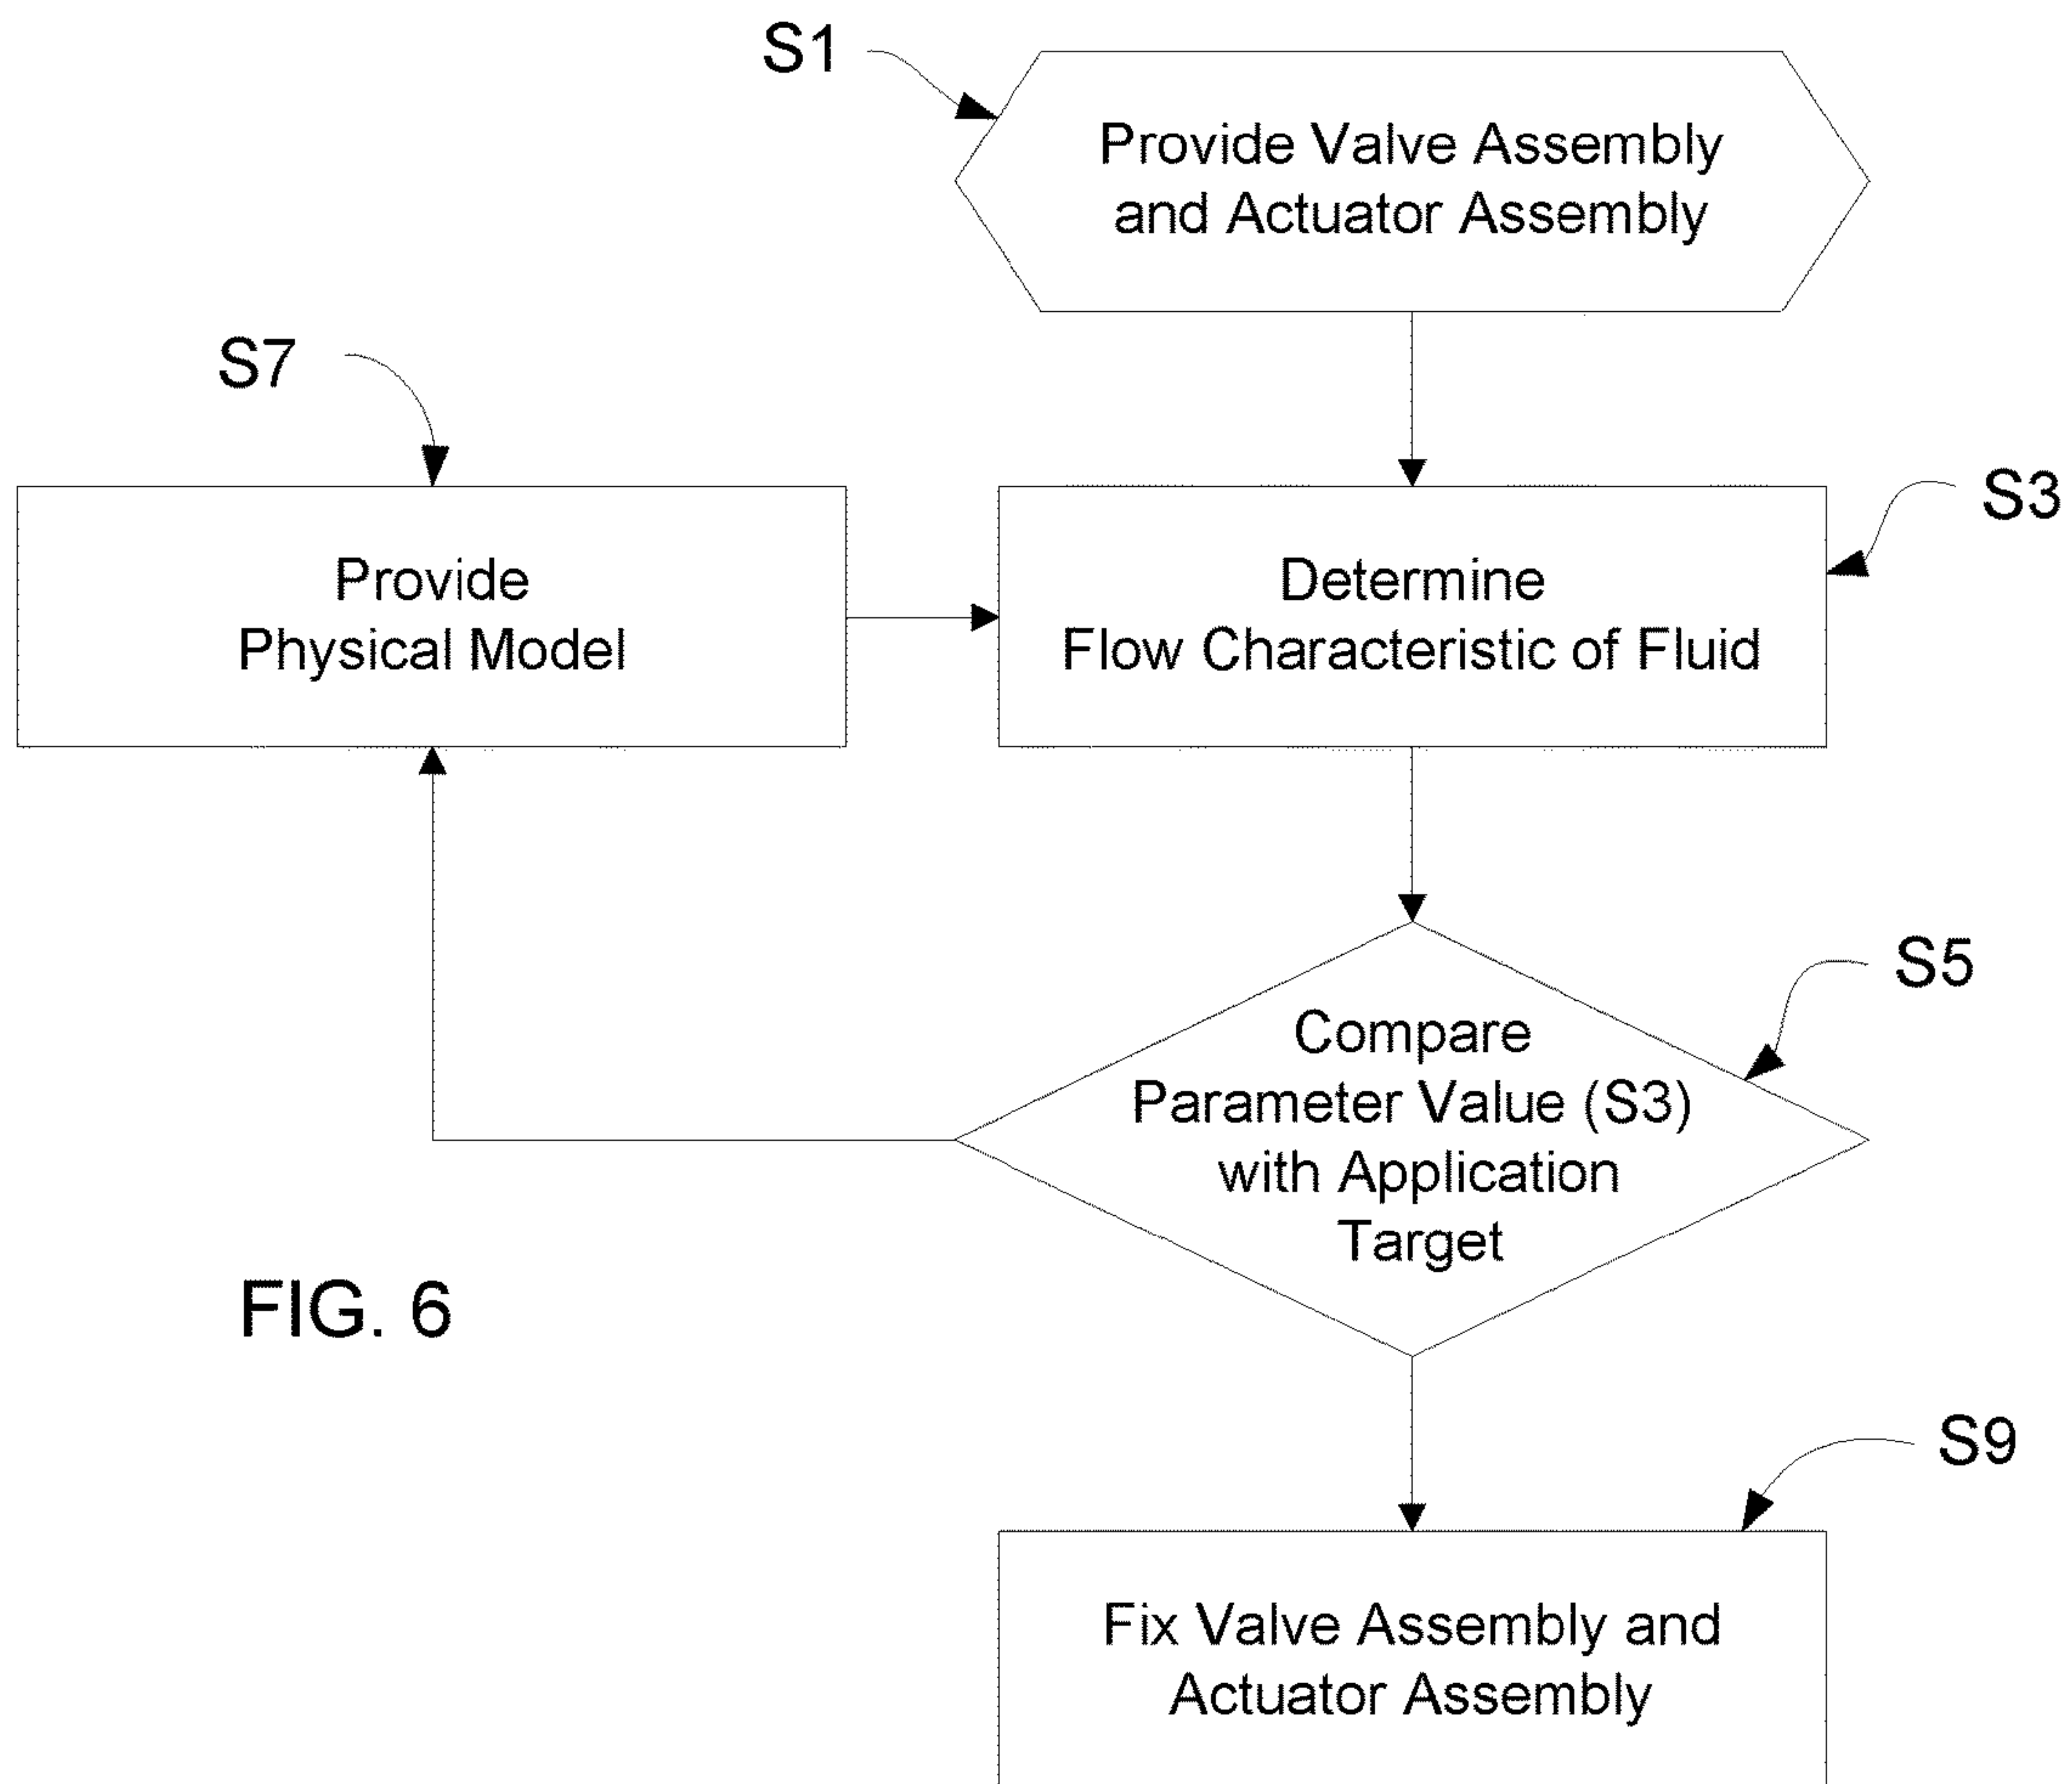 S1
Provide Valve Assembly
and Actuator Assembly
S7
Provide
Physical Model
S3
Determine
Flow Characteristic of Fluid
S5
Compare
Parameter Value (S3)
with Application
Target
FIG. 6
S9
Fix Valve Assembly and
Actuator Assembly